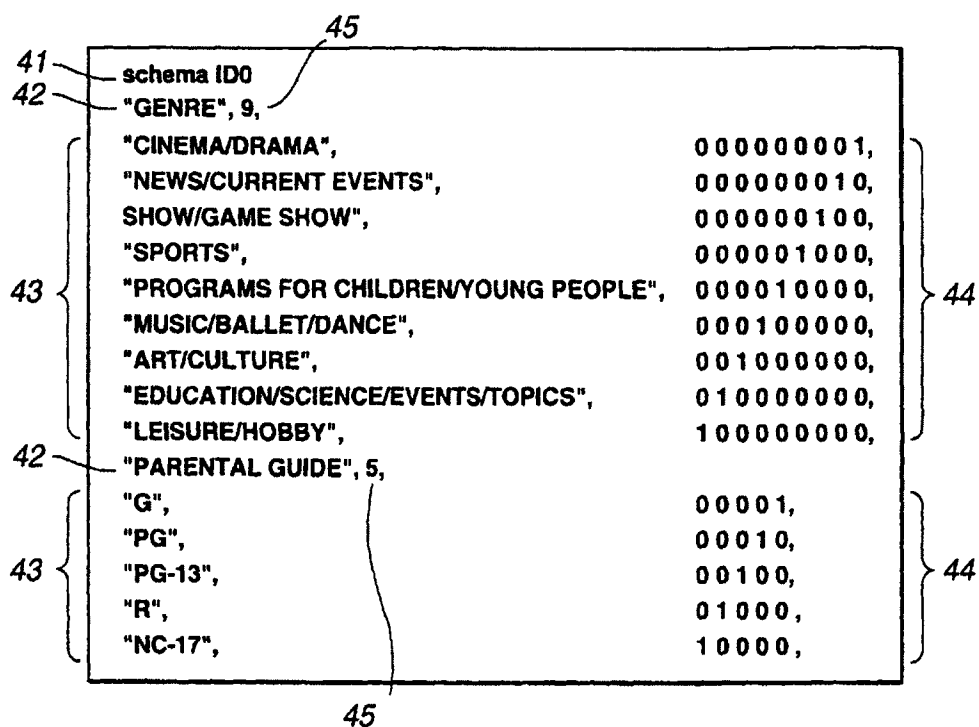 45
41 schema ID0
42 "GENRE", 9,
"CINEMA/DRAMA", 000000001,
"NEWS/CURRENT EVENTS", 000000010,
SHOW/GAME SHOW", 000000100,
"SPORTS", 000001000,
43 "PROGRAMS FOR CHILDREN/YOUNG PEOPLE", 000010000, 44
"MUSIC/BALLET/DANCE", 000100000,
"ART/CULTURE", 001000000,
"EDUCATION/SCIENCE/EVENTS/TOPICS", 010000000,
"LEISURE/HOBBY", 100000000,
42 "PARENTAL GUIDE", 5,
"G", 00001,
"PG", 00010,
43 "PG-13", 00100, 44
"R", 01000,
"NC-17", 10000,
45